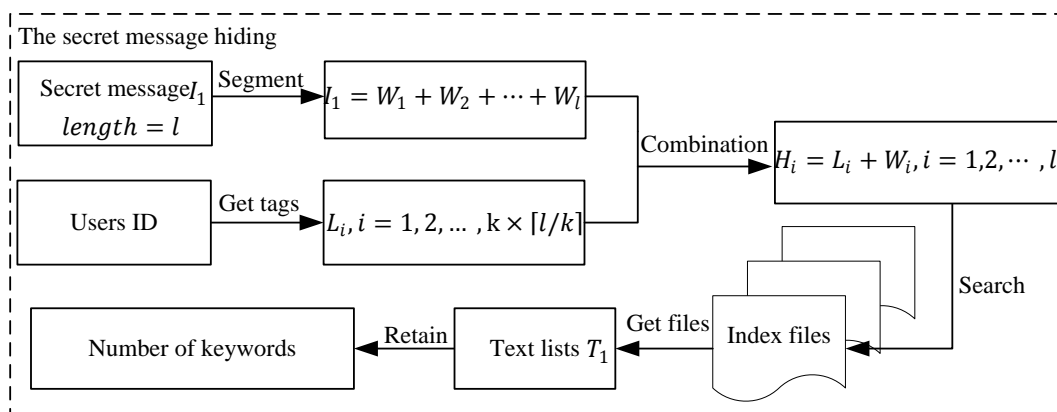 The secret message hiding
Secret message I₁
length = l
Segment
I₁ = W₁ + W₂ + ⋯ + Wₗ
Combination
Hᵢ = Lᵢ + Wᵢ, i = 1,2, ⋯ , l
Users ID
Get tags
Lᵢ, i = 1, 2, … , k × ⌈l/k⌉
Search
Number of keywords
Retain
Text lists T₁
Get files
Index files